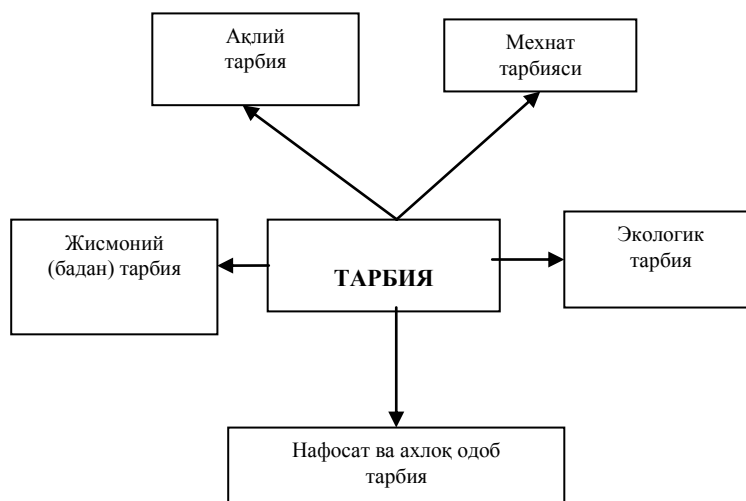 Ақлий
тарбия
Мехнат
тарбияси
Жисмоний
(бадан) тарбия
ТАРБИЯ
Экологик
тарбия
Нафосат ва ахлоқ одоб
тарбия